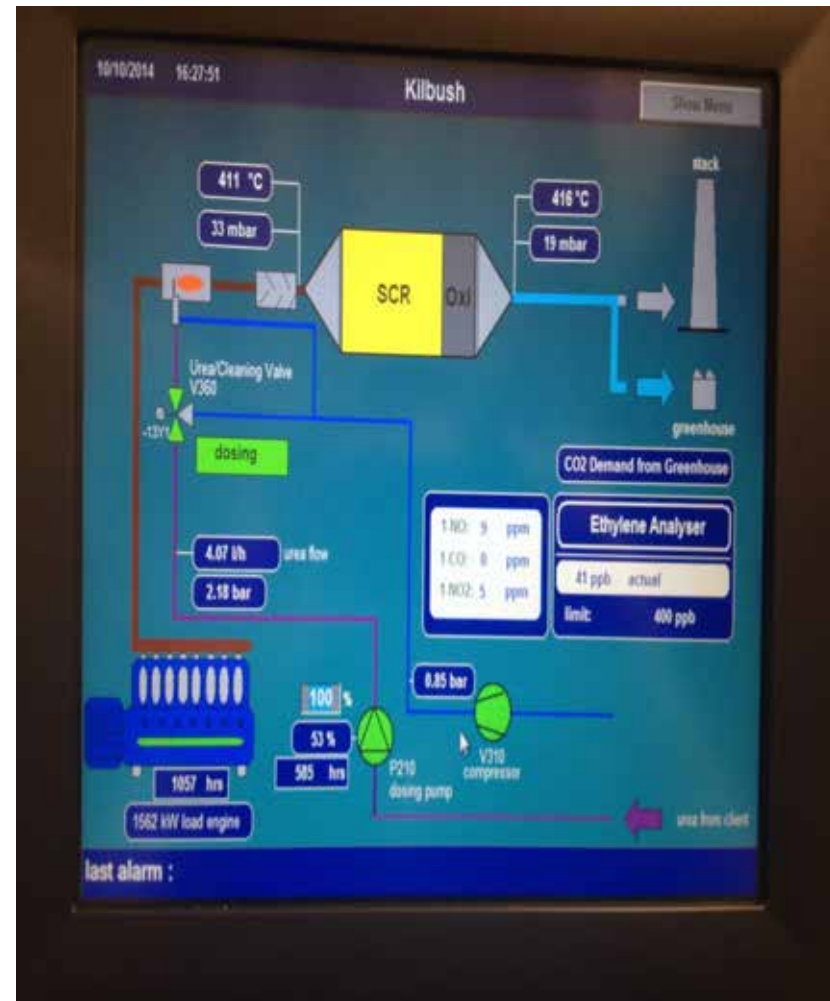 10/10/2014 16:27:51
Kilbush
Show Menu
stack
411 °C
33 mbar
416 °C
19 mbar
SCR
Oxi
Urea/Cleaning Valve
V360
-13Y1
dosing
greenhouse
CO2 Demand from Greenhouse
1 NO: 9 ppm
1 CO: 0 ppm
1 NO2: 5 ppm
Ethylene Analyser
41 ppb actual
limit: 400 ppb
4.07 l/h urea flow
2.18 bar
0.85 bar
100 %
53 %
585 hrs
P210
dosing pump
V310
compressor
1057 hrs
1562 kW load engine
urea from client
last alarm :